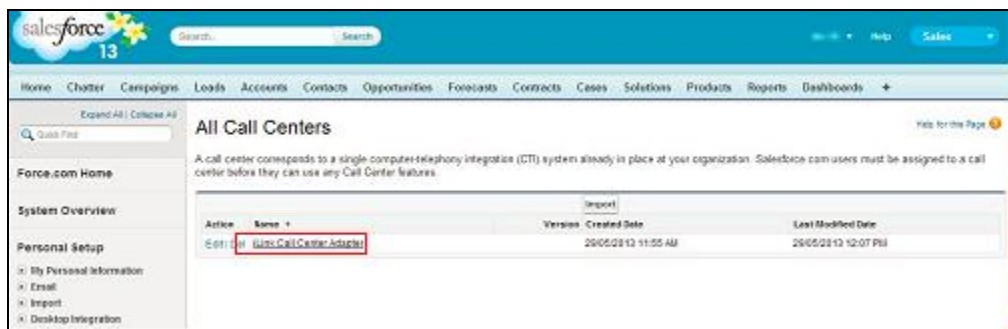 salesforce
13
Search...
Search
Help
Sales
Home Chatter Campaigns Leads Accounts Contacts Opportunities Forecasts Contracts Cases Solutions Products Reports Dashboards +
Expand All | Collapse All
Quick Find
All Call Centers
Help for this Page
A call center corresponds to a single computer-telephony integration (CTI) system already in place at your organization. Salesforce.com users must be assigned to a call
center before they can use any Call Center features.
Force.com Home
Import
System Overview
Action Name + Version Created Date Last Modified Date
Edit | Del iLink Call Center Adapter 29/05/2013 11:55 AM 29/05/2013 12:07 PM
Personal Setup
My Personal Information
Email
Import
Desktop Integration